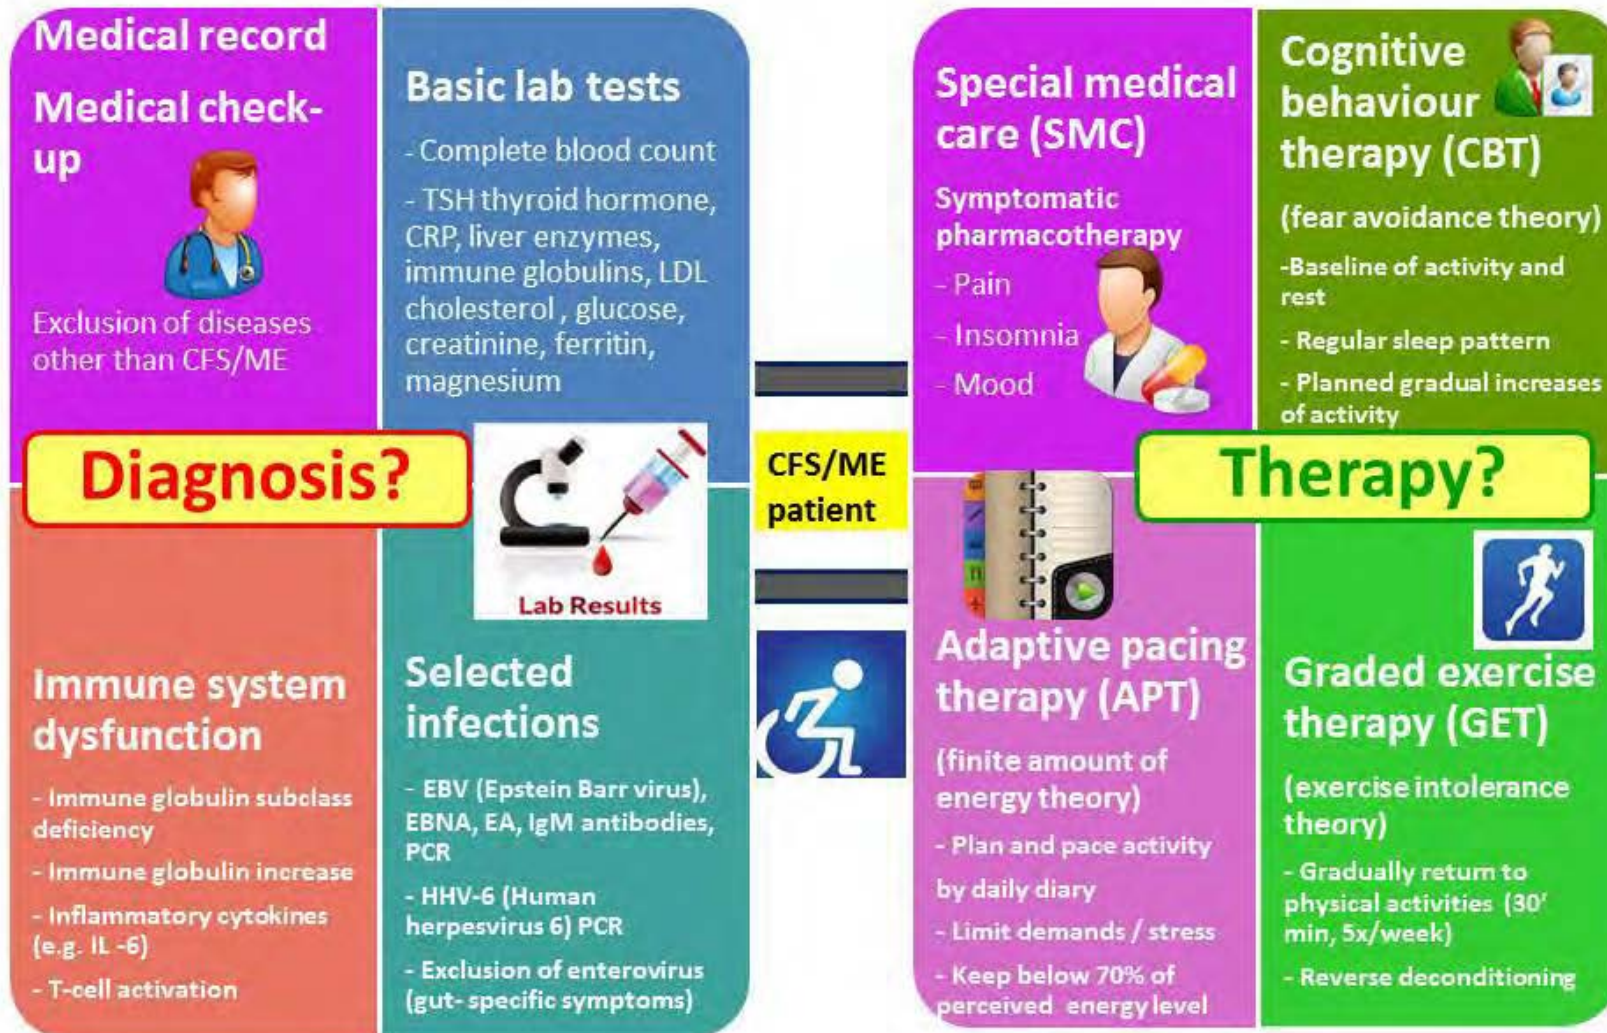 Medical record
Medical check-
up
Exclusion of diseases
other than CFS/ME
Basic lab tests
- Complete blood count
- TSH thyroid hormone,
CRP, liver enzymes,
immune globulins, LDL
cholesterol , glucose,
creatinine, ferritin,
magnesium
Diagnosis?
Lab Results
Immune system
dysfunction
- Immune globulin subclass
deficiency
- Immune globulin increase
- Inflammatory cytokines
(e.g. IL -6)
- T-cell activation
Selected
infections
- EBV (Epstein Barr virus),
EBNA, EA, IgM antibodies,
PCR
- HHV-6 (Human
herpesvirus 6) PCR
- Exclusion of enterovirus
(gut- specific symptoms)
CFS/ME
patient
Special medical
care (SMC)
Symptomatic
pharmacotherapy
- Pain
- Insomnia
- Mood
Cognitive
behaviour
therapy (CBT)
(fear avoidance theory)
-Baseline of activity and
rest
- Regular sleep pattern
- Planned gradual increases
of activity
Therapy?
Adaptive pacing
therapy (APT)
(finite amount of
energy theory)
- Plan and pace activity
by daily diary
- Limit demands / stress
- Keep below 70% of
perceived energy level
Graded exercise
therapy (GET)
(exercise intolerance
theory)
- Gradually return to
physical activities (30'
min, 5x/week)
- Reverse deconditioning